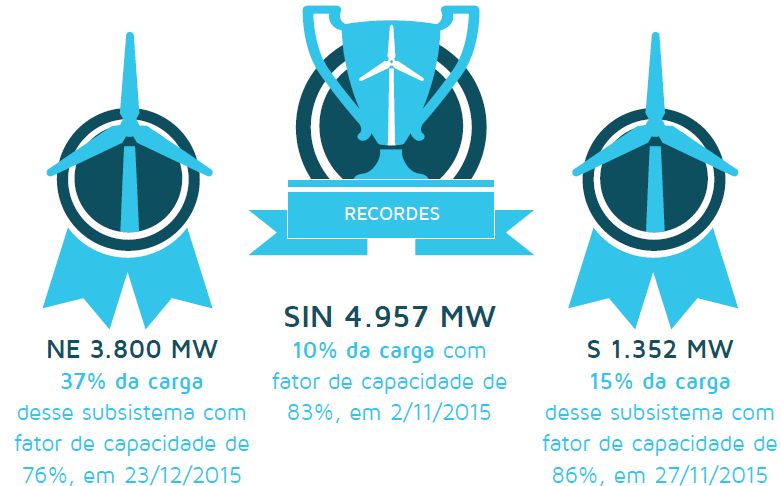 RECORDES
NE 3.800 MW
37% da carga
desse subsistema com
fator de capacidade de
76%, em 23/12/2015
SIN 4.957 MW
10% da carga com
fator de capacidade de
83%, em 2/11/2015
S 1.352 MW
15% da carga
desse subsistema com
fator de capacidade de
86%, em 27/11/2015